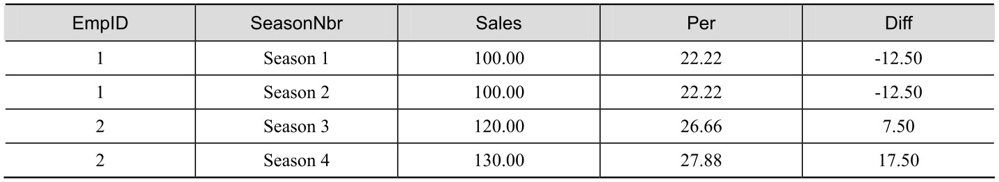 EmpID SeasonNbr Sales Per Diff
1 Season 1 100.00 22.22 -12.50
1 Season 2 100.00 22.22 -12.50
2 Season 3 120.00 26.66 7.50
2 Season 4 130.00 27.88 17.50